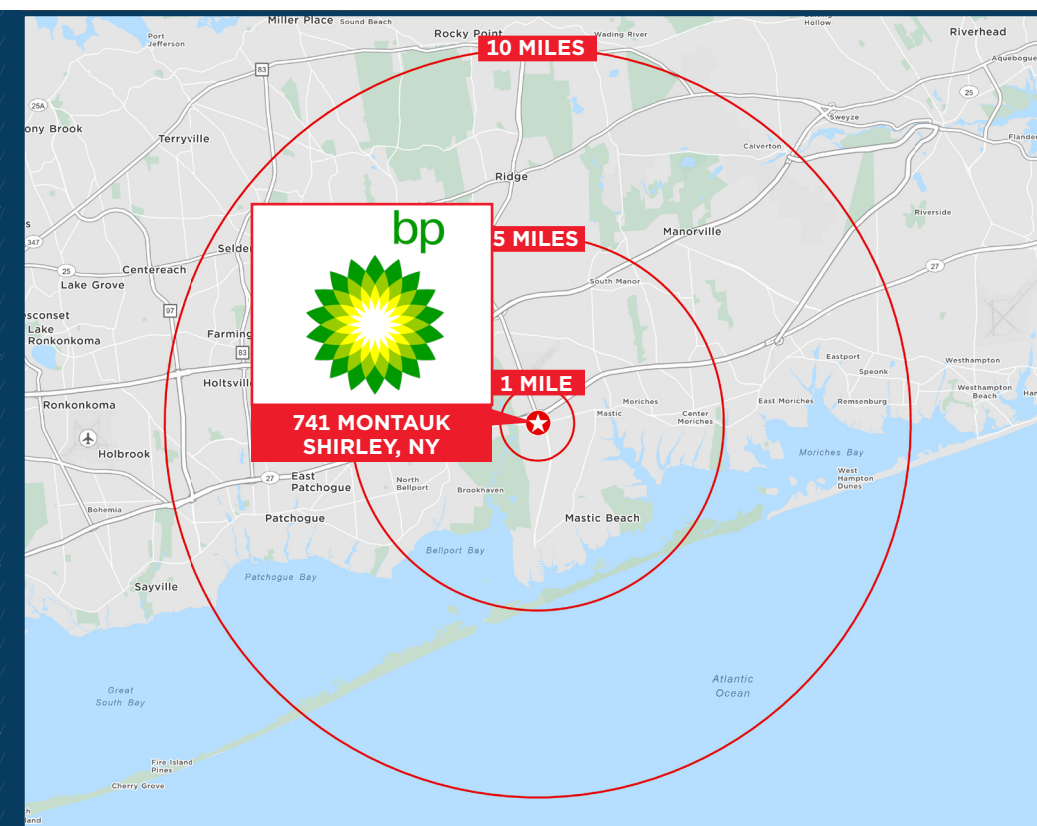 Miller Place
Sound Beach
Hollow
Port
Jefferson
Rocky Point
Wading River
Riverhead
10 MILES
Aquebogue
83
25
25A
Sweyze
ony Brook
Terryville
Flande
Calverton
Ridge
bp
Riverside
s
347
Selde
5 MILES
Manorville
25
Centereach
27
Lake Grove
South Manor
97
esconset
Lake
Ronkonkoma
Farming
83
Eastport
Westhampton
Speonk
Holtsvill
1 MILE
Westhampton
Beach
Han
Ronkonkoma
Moriches
East Moriches
Remsenburg
Mastic
Center
Moriches
741 MONTAUK
SHIRLEY, NY
Holbrook
Moriches Bay
27
East
Patchogue
North
Bellport
Brookhaven
West
Hampton
Dunes
Bohemia
Patchogue
Mastic Beach
Bellport Bay
Patchogue Bay
Sayville
Great
South Bay
Atlantic
Ocean
Fire Island
Pines
Cherry Grove
h
land